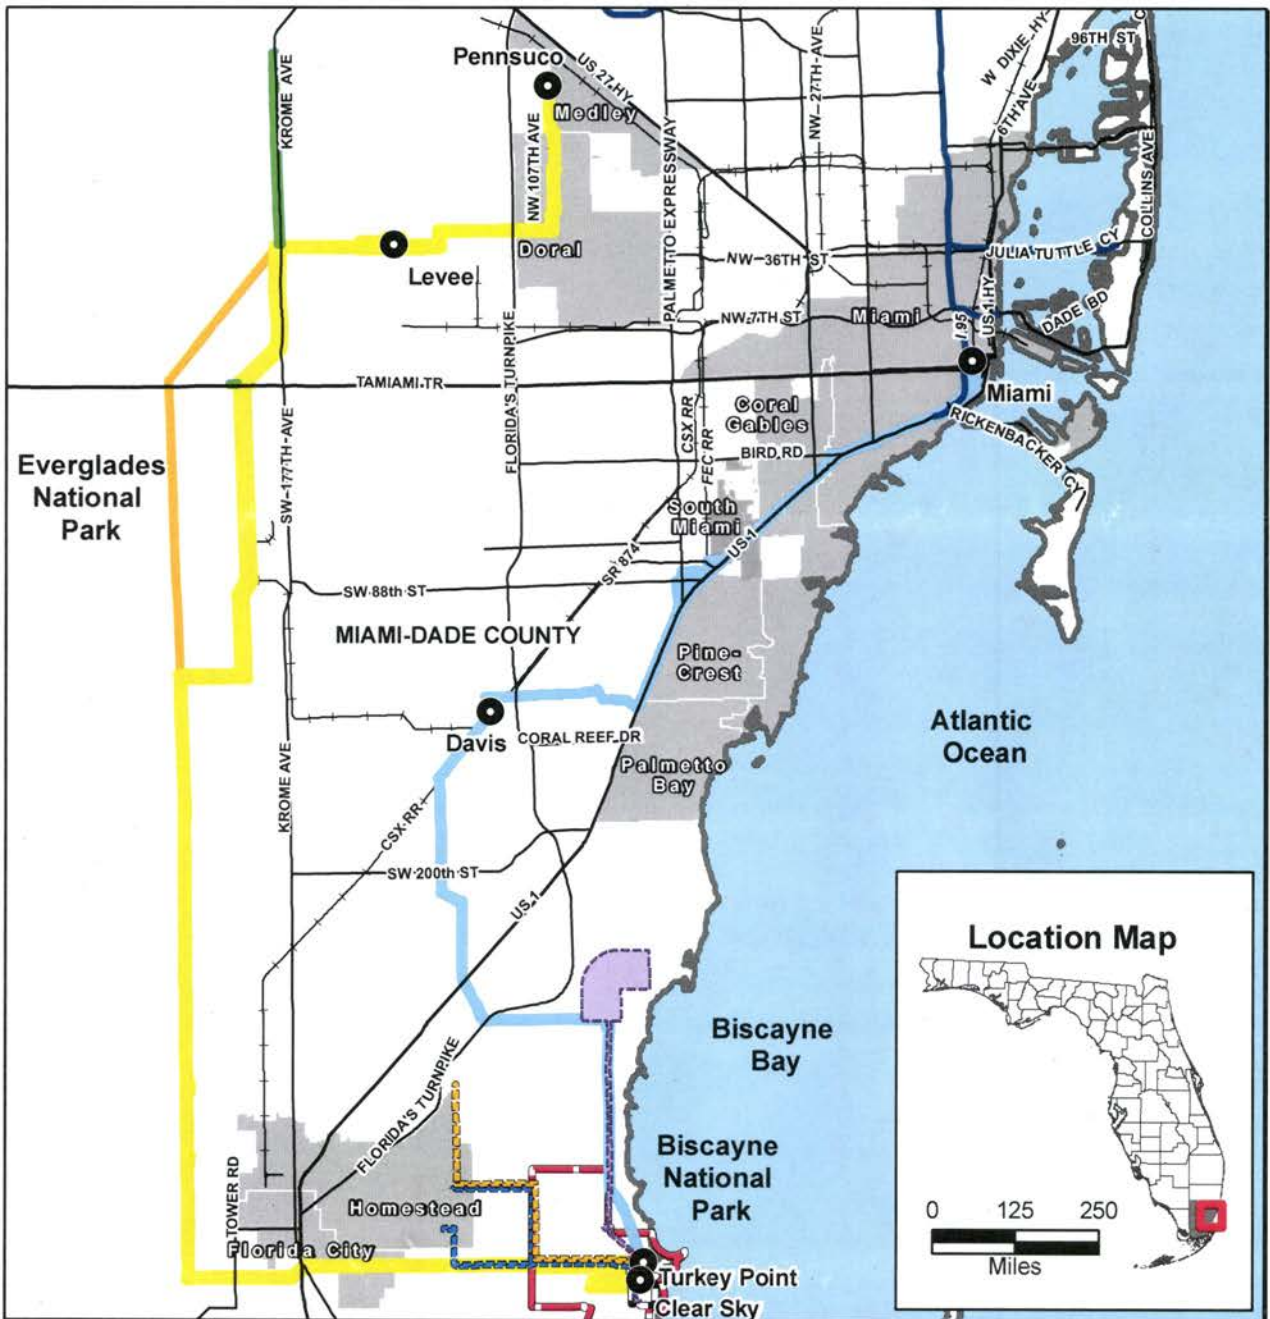 KROME AVE
Pennsuco
US 27 HY
NW 27TH AVE
W DIXIE HY
96TH ST
6TH AVE
Medley
NW 107TH AVE
PALMETTO EXPRESSWAY
COLLINS AVE
Doral
Levee
NW 36TH ST
JULIA TUTTLE CY
NW 7TH ST
Miami
I 95
US 1 HY
DADE BD
FLORIDA'S TURNPIKE
TAMIAMI TR
Miami
CSX RR
FEC RR
Coral
Gables
RICKENBACKER CY
BIRD RD
Everglades
National
Park
SW 177TH AVE
South
Miami
US 1
SR 874
SW 88th ST
MIAMI-DADE COUNTY
Pine-
Crest
Atlantic
Ocean
Davis
CORAL REEF DR
Palmetto
Bay
KROME AVE
CSX RR
SW 200th ST
US 1
Location Map
Biscayne
Bay
FLORIDA'S TURNPIKE
Biscayne
National
Park
TOWER RD
Homestead
Florida City
0 125 250
Miles
Turkey Point
Clear Sky